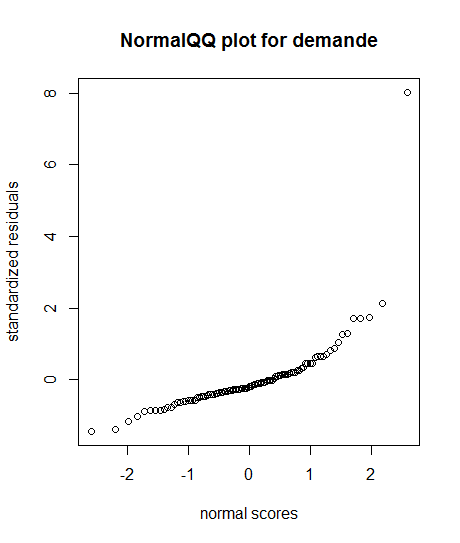 NormalQQ plot for demande
standardized residuals
8
6
4
2
0
-2 -1 0 1 2
normal scores